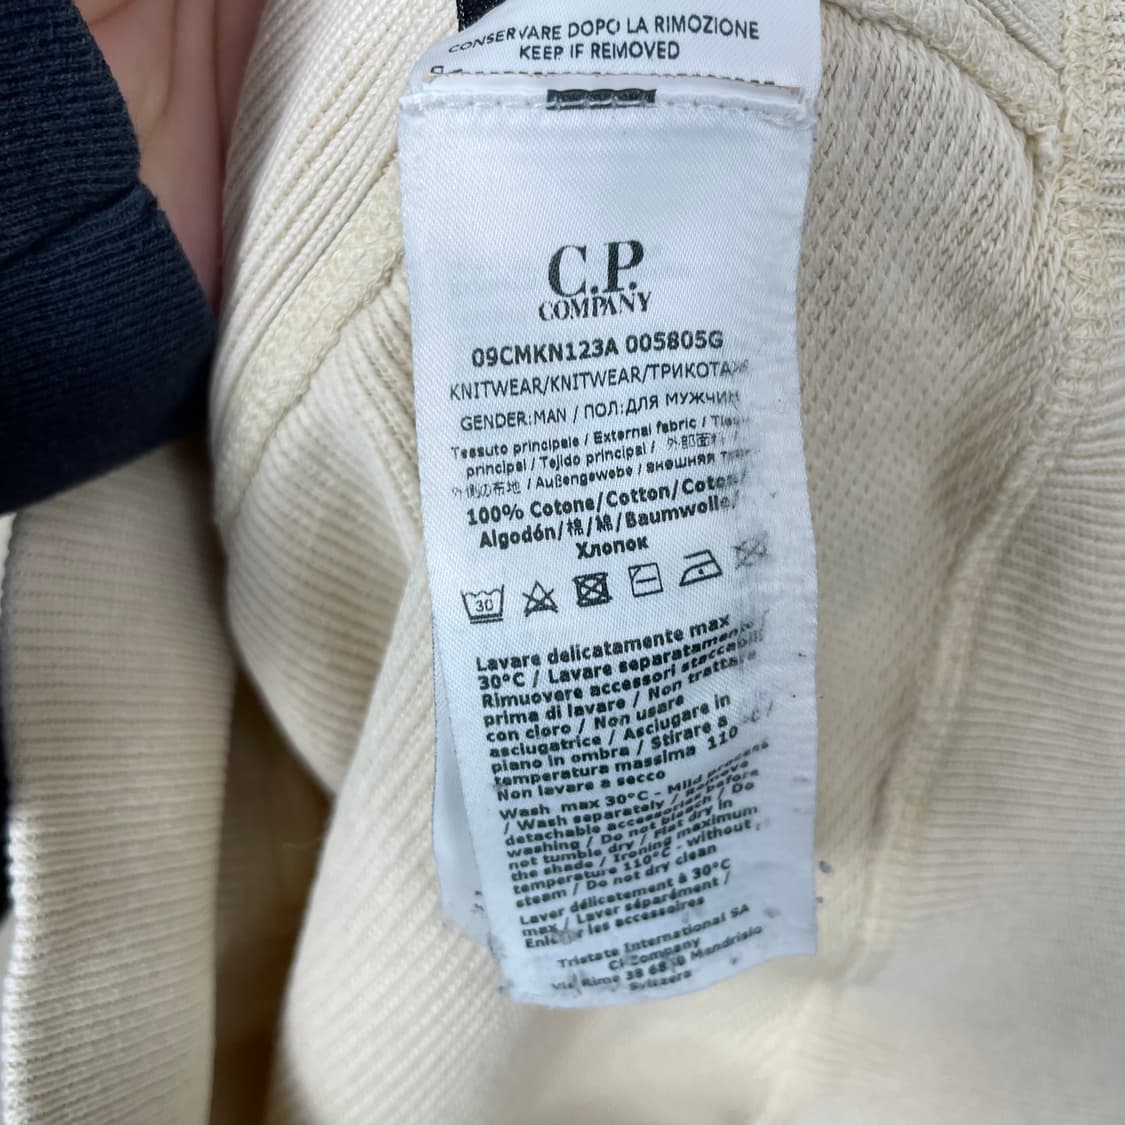 CONSERVARE DOPO LA RIMOZIONE
KEEP IF REMOVED
C.P.
COMPANY
09CMKN123A 005805G
KNITWEAR/KNITWEAR/ТРИКОТАЖ
GENDER:MAN / ПОЛ:ДЛЯ МУЖЧИН
Tessuto principale / External fabric /
principal / Tejido principal /
外側の布地 / Außengewebe / внешняя
100% Cotone/Cotton/Coton/
Algodón/棉/綿/Baumwolle/
Хлопок
30
Lavare delicatamente max
30°C / Lavare separatamente/
Rimuovere accessori staccabili
prima di lavare / Non trattare
con cloro / Non usare
asciugatrice / Asciugare in
piano in ombra / Stirare a
temperatura massima 110 °C /
Non lavare a secco
Wash max 30°C - Mild process
/ Wash separately / Remove
detachable accessories before
washing / Do not bleach / Do
not tumble dry / Flat dry in
the shade / Ironing maximum
temperature 110°C - without
steam / Do not dry clean
Laver délicatement à 30°C
max / Laver séparément /
Enlever les accessoires
Tristate International SA
CP Company
Via Rime 38 6850 Mandrisio
Svizzera